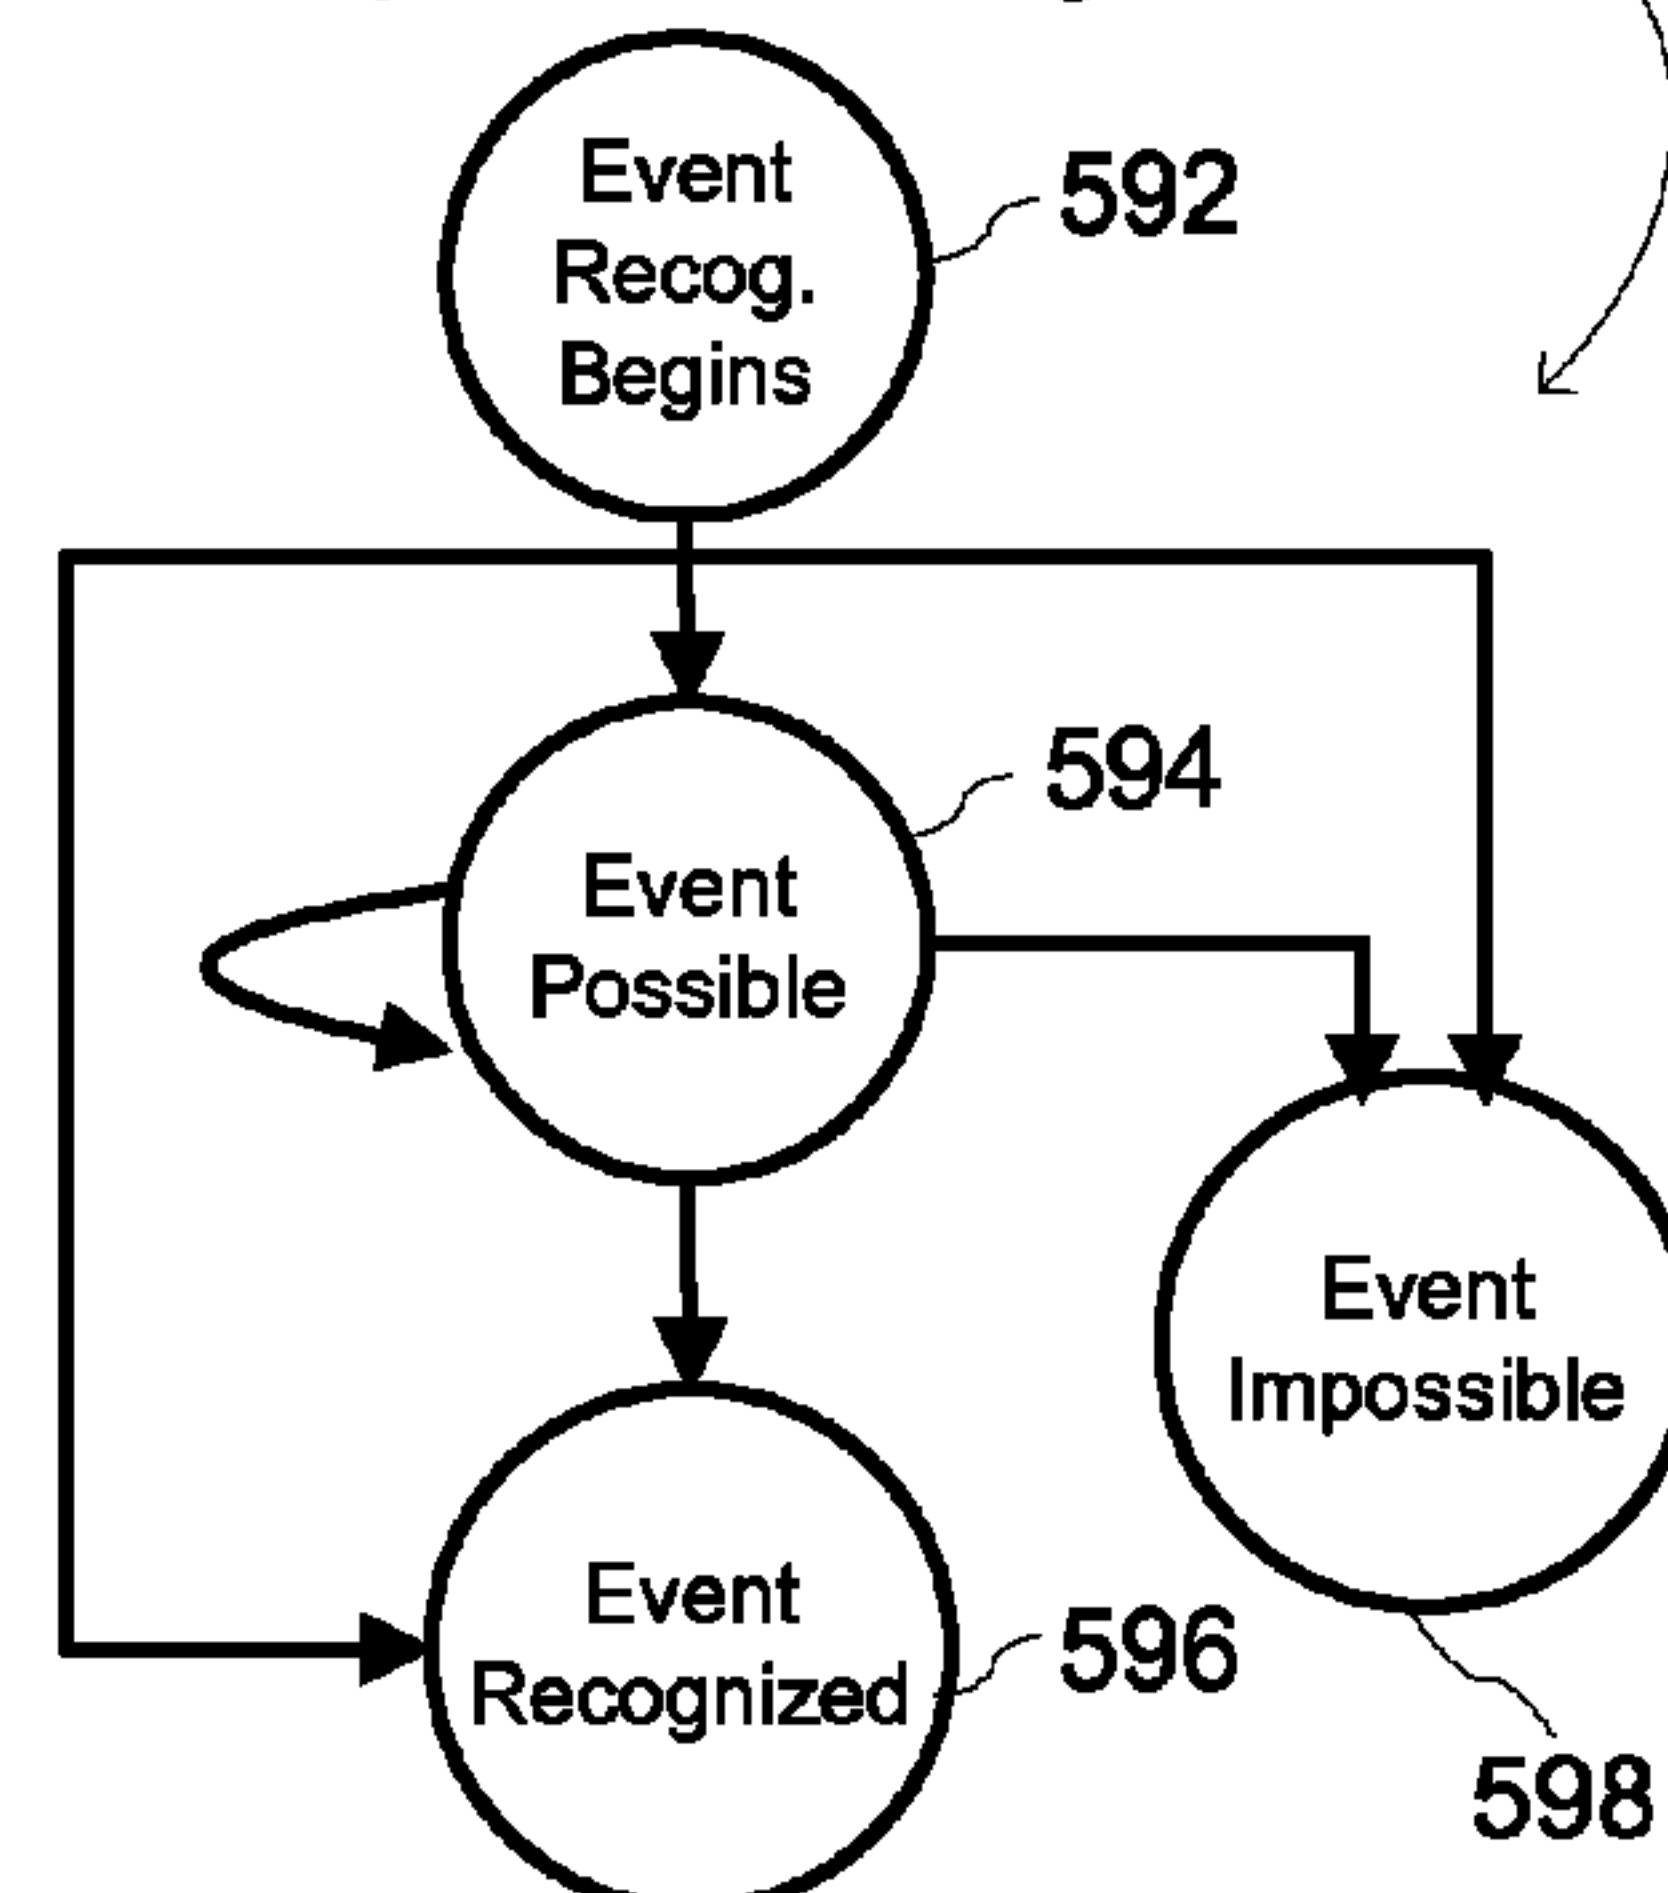 Event
Recog.
Begins
592
594
Event
Possible
Event
Impossible
Event
Recognized
596
598